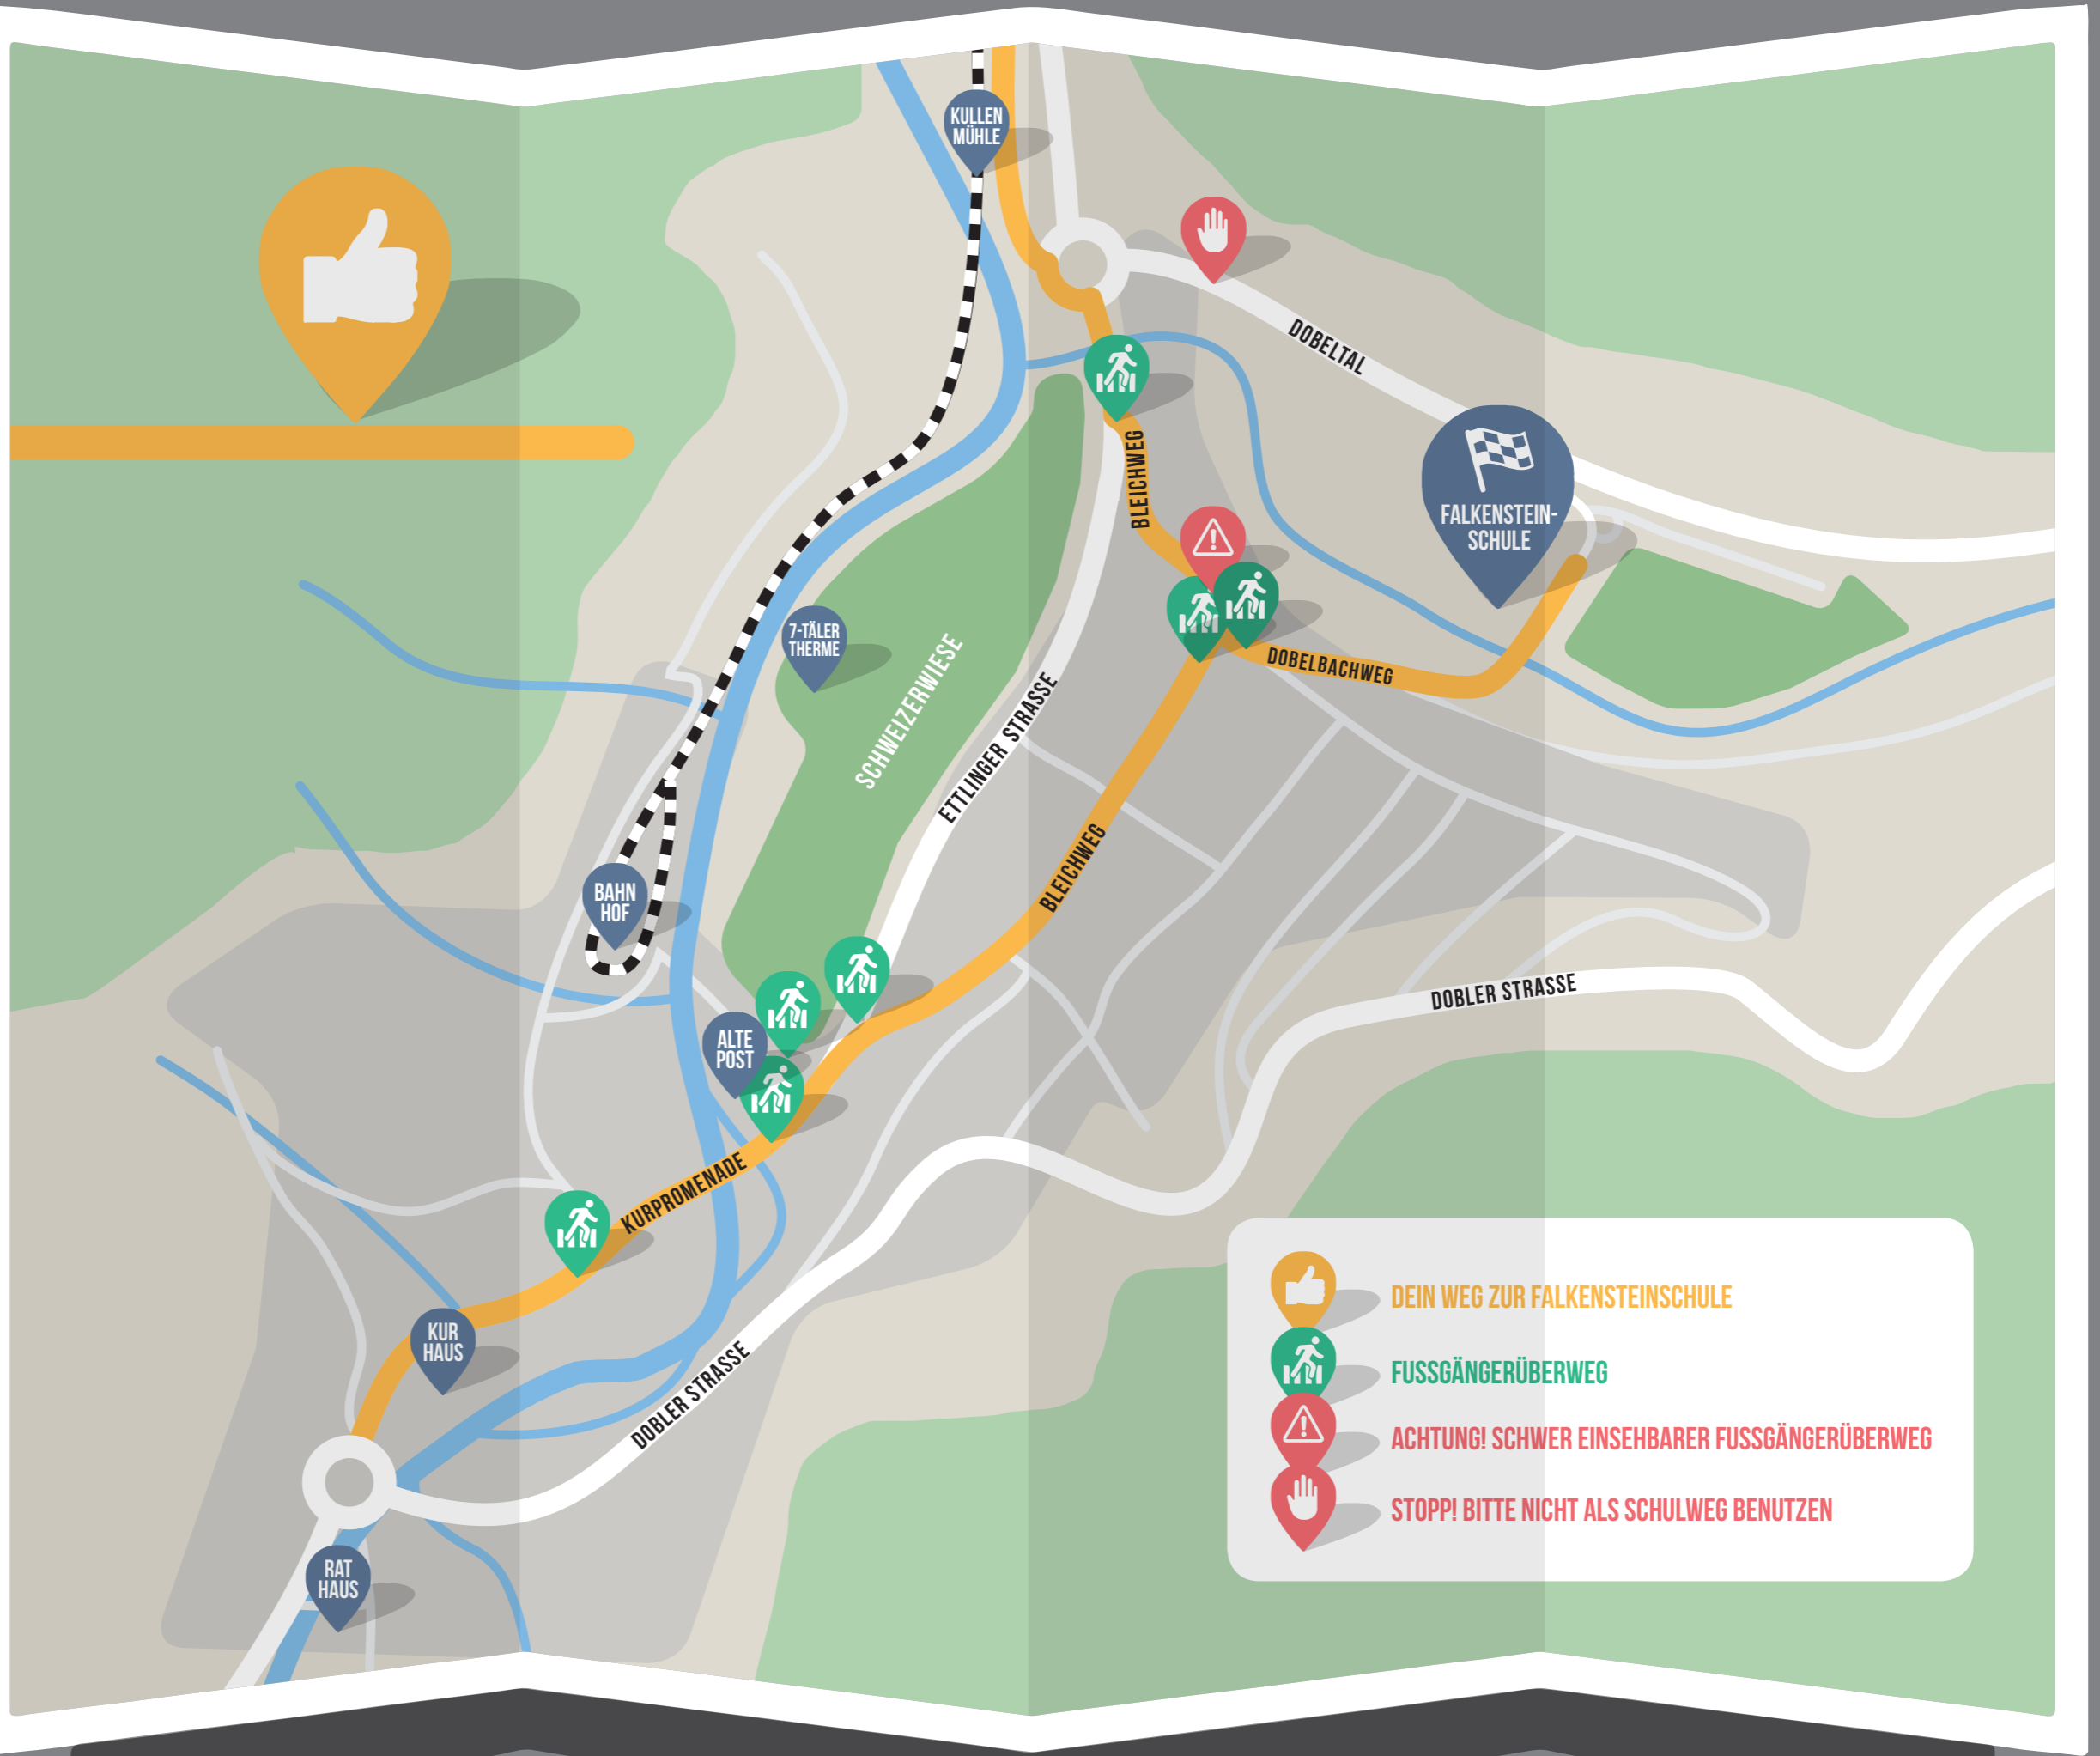 KULLEN
MÜHLE
DOBELTAL
BLEICHWEG
FALKENSTEIN-
SCHULE
7-TÄLER
THERME
SCHWEIZERWIESE
DOBELBACHWEG
ETTLINGER STRASSE
BLEICHWEG
BAHN
HOF
DOBLER STRASSE
ALTE
POST
KURPROMENADE
KUR
HAUS
DOBLER STRASSE
RAT
HAUS
DEIN WEG ZUR FALKENSTEINSCHULE
FUSSGÄNGERÜBERWEG
ACHTUNG! SCHWER EINSEHBARER FUSSGÄNGERÜBERWEG
STOPP! BITTE NICHT ALS SCHULWEG BENUTZEN